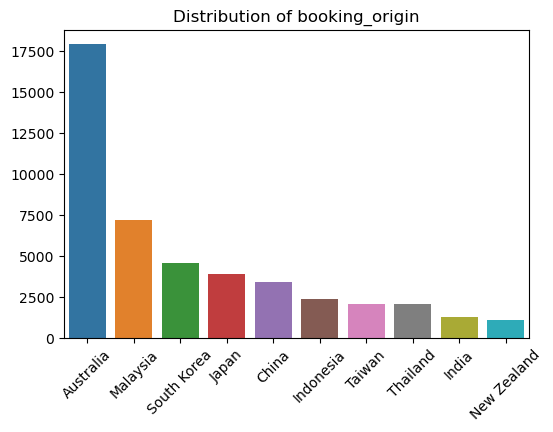 Distribution of booking_origin
17500
15000
12500
10000
7500
5000
2500
0
Australia
Malaysia
South Korea
Japan
China
Indonesia
Taiwan
Thailand
India
New Zealand